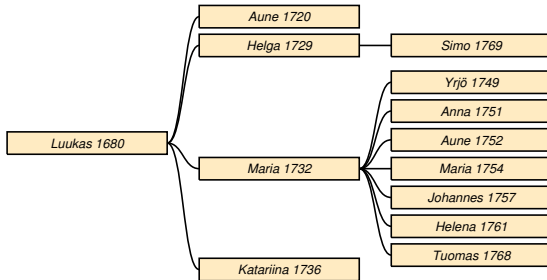 Luukas 1680
Aune 1720
Helga 1729
Simo 1769
Maria 1732
Yrjö 1749
Anna 1751
Aune 1752
Maria 1754
Johannes 1757
Helena 1761
Tuomas 1768
Katariina 1736